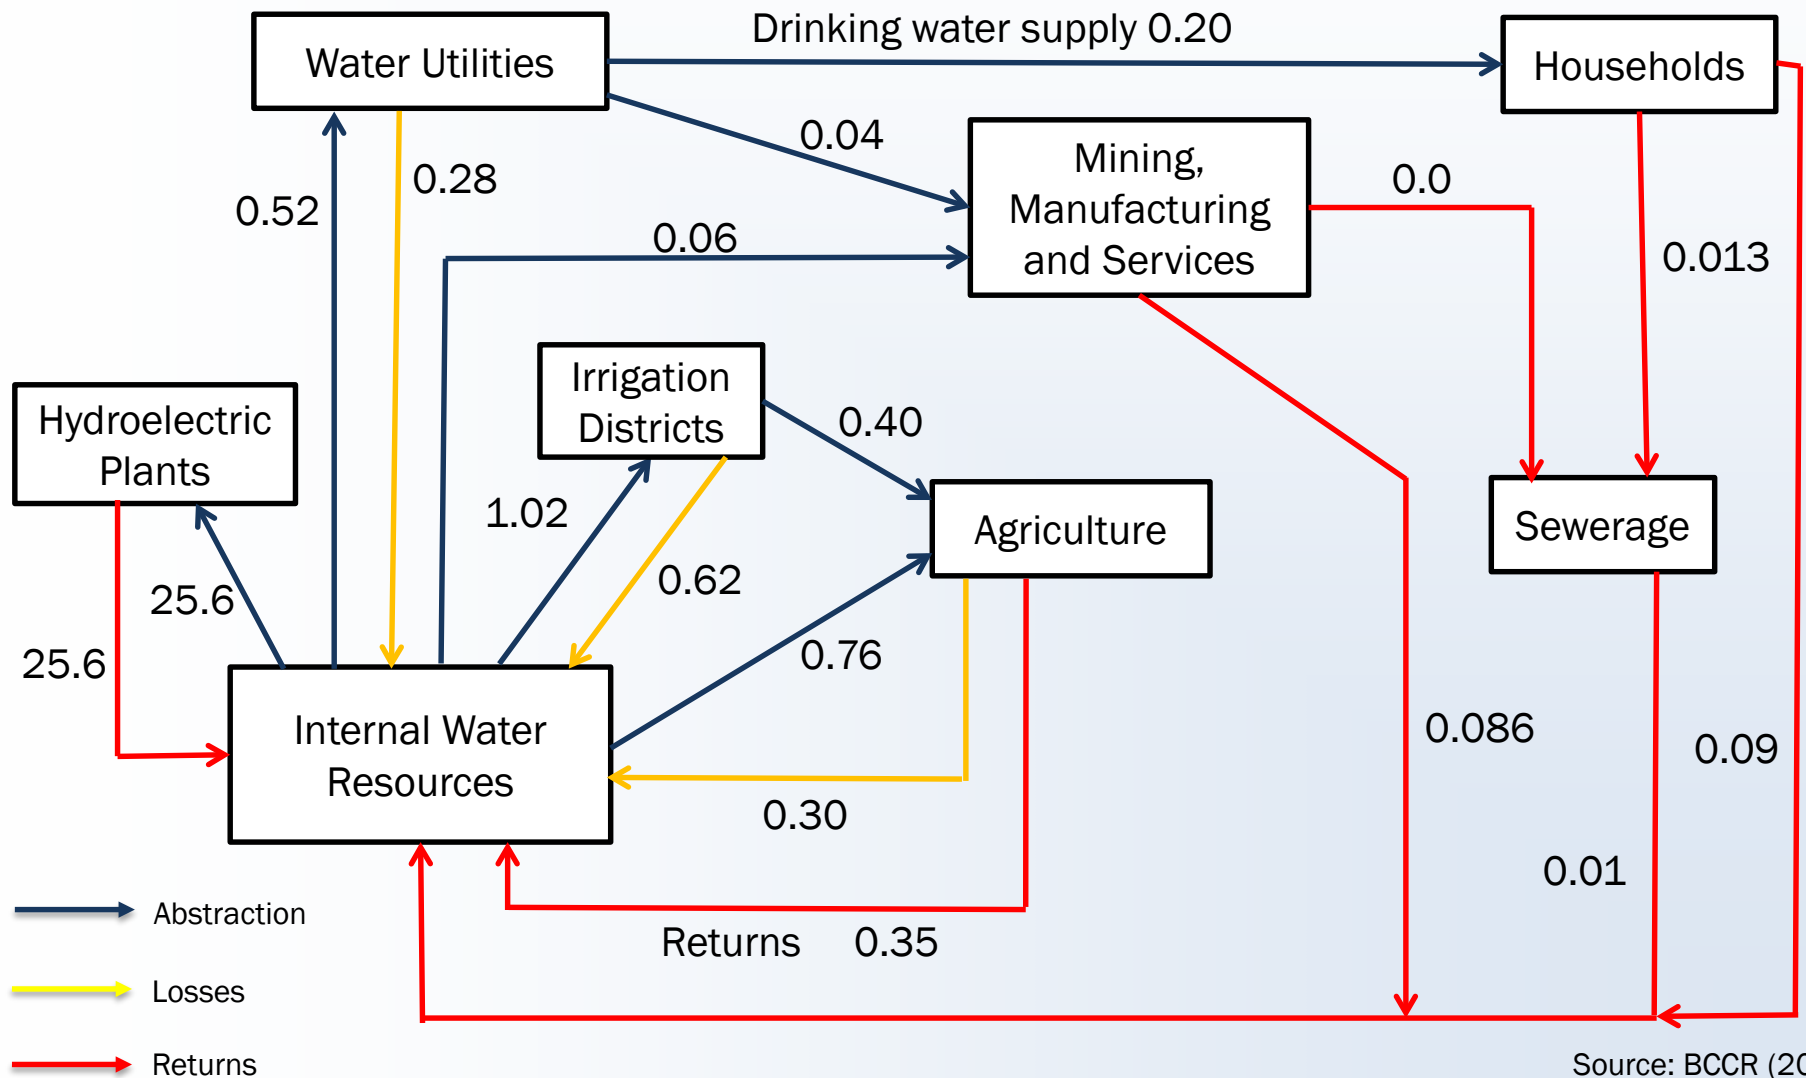 Drinking water supply 0.20
Water Utilities
Households
0.04
Mining,
Manufacturing
and Services
0.28
0.0
0.52
0.06
0.013
Irrigation
Districts
Hydroelectric
Plants
0.40
1.02
Agriculture
Sewerage
0.62
25.6
0.76
25.6
Internal Water
Resources
0.086
0.09
0.30
0.01
Abstraction
Returns 0.35
Losses
Returns
Source: BCCR (20